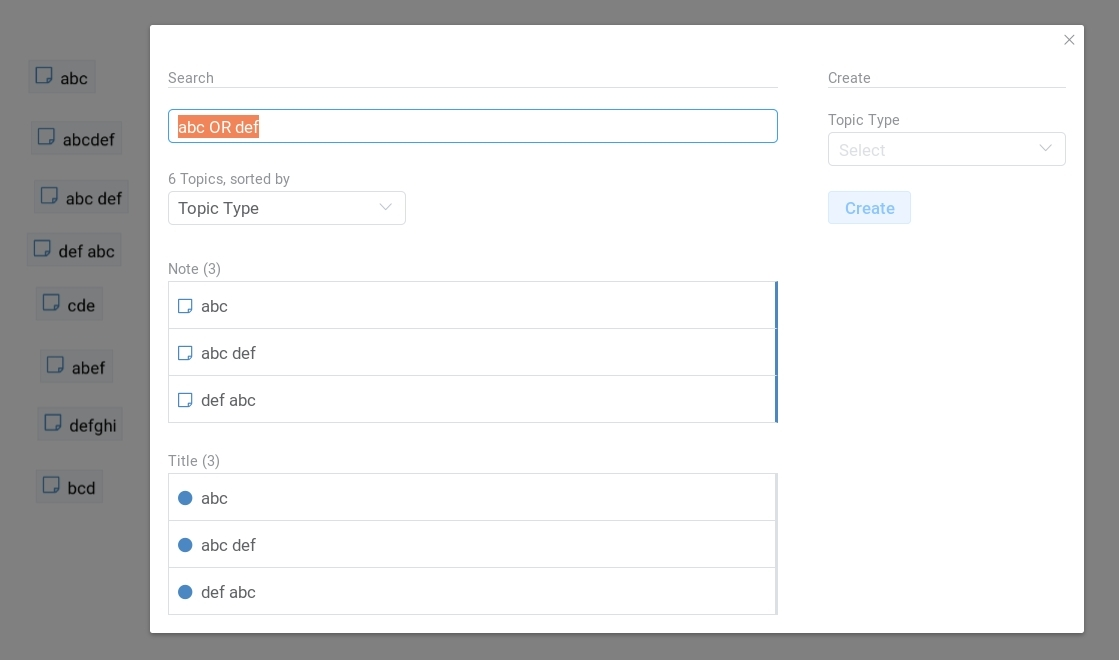 abc
abcdef
abc def
def abc
cde
abef
defghi
bcd
Search
abc OR def
6 Topics, sorted by
Topic Type
Note (3)
abc
abc def
def abc
Title (3)
abc
abc def
def abc
Create
Topic Type
Select
Create